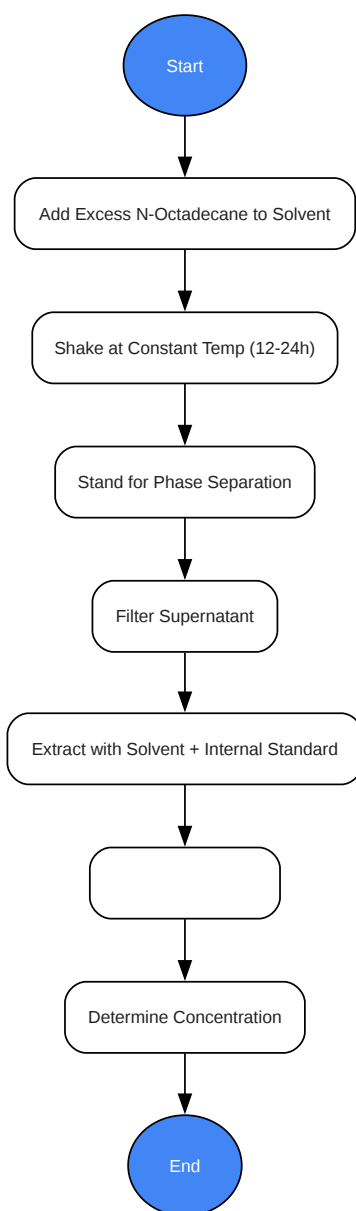 Start
Add Excess N-Octadecane to Solvent
Shake at Constant Temp (12-24h)
Stand for Phase Separation
Filter Supernatant
Extract with Solvent + Internal Standard
Determine Concentration
End